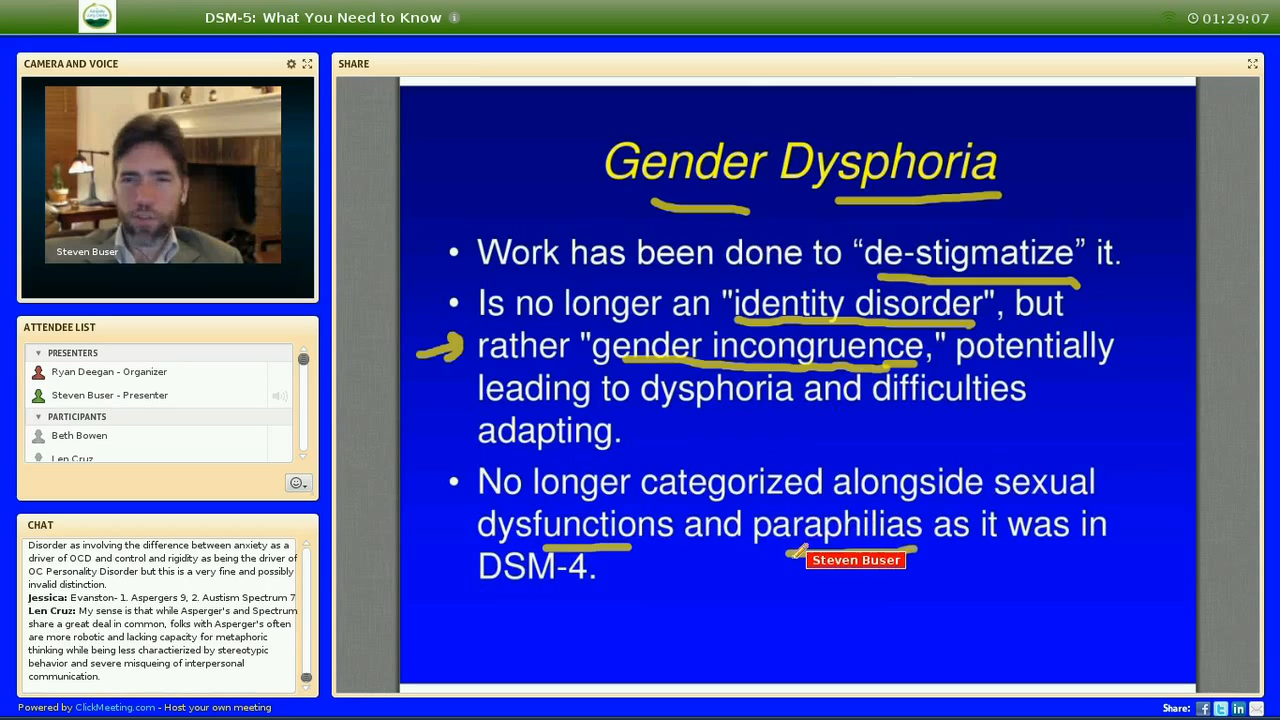 DSM-5: What You Need to Know
01:29:07
CAMERA AND VOICE
Steven Buser
ATTENDEE LIST
PRESENTERS
Ryan Deegan - Organizer
Steven Buser - Presenter
PARTICIPANTS
Beth Bowen
Len Cruz
CHAT
Disorder as involving the difference between anxiety as a
driver of OCD and control and rigidity as being the driver of
OC Personality Disorder but this is a very fine and possibly
invalid distinction.
Jessica: Evanston- 1. Aspergers 9, 2. Austism Spectrum 7
Len Cruz: My sense is that while Asperger's and Spectrum
share a great deal in common, folks with Asperger's often
are more robotic and lacking capacity for metaphoric
thinking while being less charactierized by stereotypic
behavior and severe misqueing of interpersonal
communication.
SHARE
Gender Dysphoria
• Work has been done to “de-stigmatize” it.
• Is no longer an "identity disorder", but
rather "gender incongruence," potentially
leading to dysphoria and difficulties
adapting.
• No longer categorized alongside sexual
dysfunctions and paraphilias as it was in
DSM-4.
Steven Buser
Powered by ClickMeeting.com - Host your own meeting
Share: